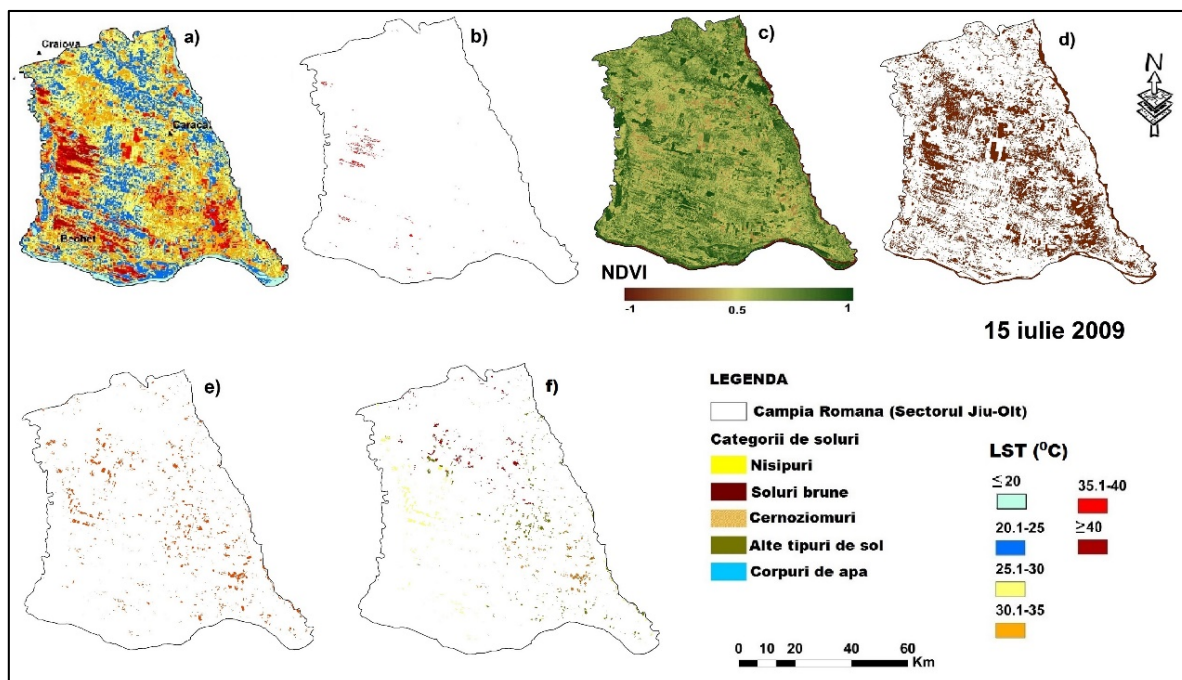 a)
b)
c)
d)
Craiova
Caracal
Bechet
N
NDVI
-1 0.5 1
15 iulie 2009
e)
f)
LEGENDA
Campia Romana (Sectorul Jiu-Olt)
Categorii de soluri
Nisipuri
Soluri brune
Cernoziomuri
Alte tipuri de sol
Corpuri de apa
LST (⁰C)
≤ 20
20.1-25
25.1-30
30.1-35
35.1-40
≥40
0 10 20 40 60
Km